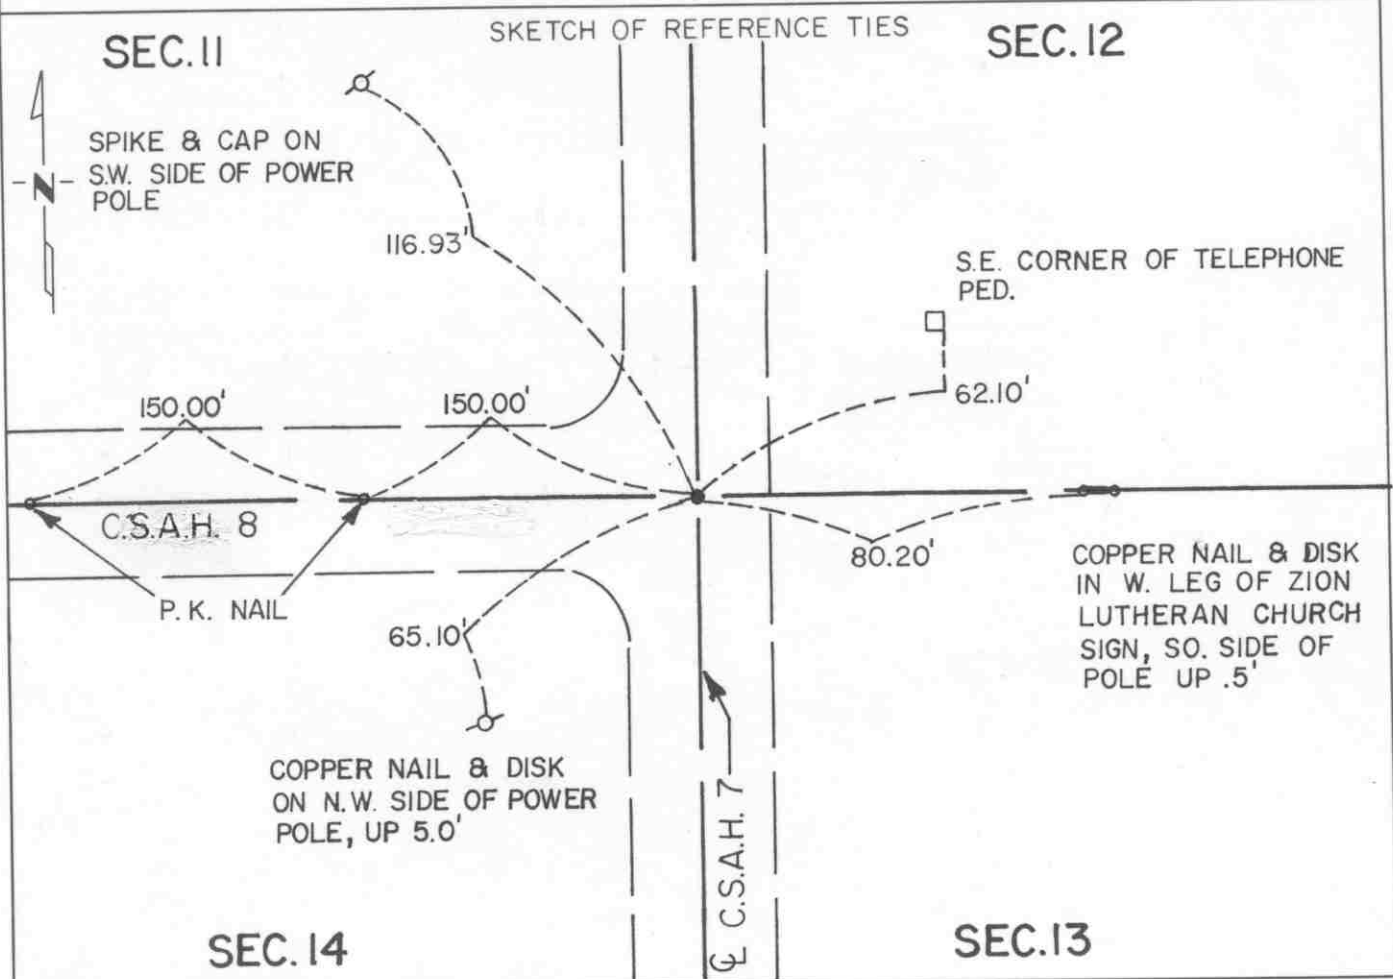 SKETCH OF REFERENCE TIES
SEC.11
SEC.12
SPIKE & CAP ON
S.W. SIDE OF POWER
POLE
N
116.93'
S.E. CORNER OF TELEPHONE
PED.
62.10'
150.00'
150.00'
C.S.A.H. 8
P.K. NAIL
80.20'
COPPER NAIL & DISK
IN W. LEG OF ZION
LUTHERAN CHURCH
SIGN, SO. SIDE OF
POLE UP .5'
65.10'
COPPER NAIL & DISK
ON N.W. SIDE OF POWER
POLE, UP 5.0'
℄ C.S.A.H. 7
SEC.14
SEC.13